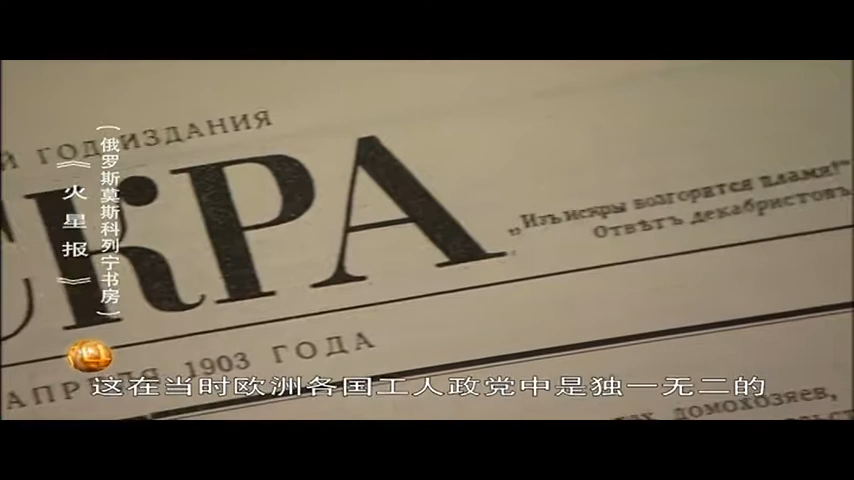 Й ГОДЪ ИЗДАНИЯ
СКРА
„Изъ искры возгорится пламя!“
Отвѣтъ декабристовъ
АПРѢЛЯ 1903 ГОДА
домохозяев,
《火星报》
（俄罗斯莫斯科列宁书房）
这在当时欧洲各国工人政党中是独一无二的